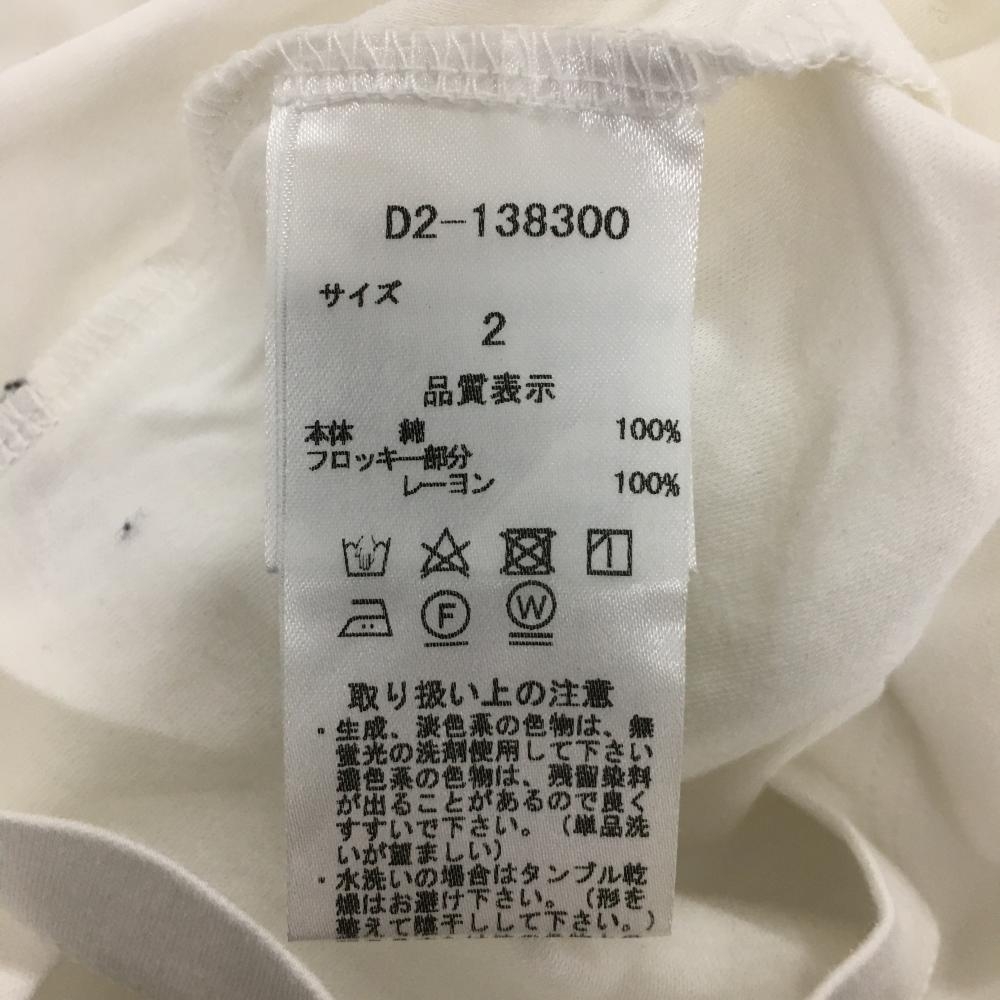 D2-138300
サイズ
2
品質表示
本体 綿 100%
フロッキー部分
レーヨン 100%
F W
取り扱い上の注意
・生成、淡色系の色物は、無
蛍光の洗剤使用して下さい
濃色系の色物は、残留染料
が出ることがあるので良く
すすいで下さい。(単品洗
いが望ましい)
・水洗いの場合はタンブル乾
燥はお避け下さい。(形を
整えて陰干しして下さい。)